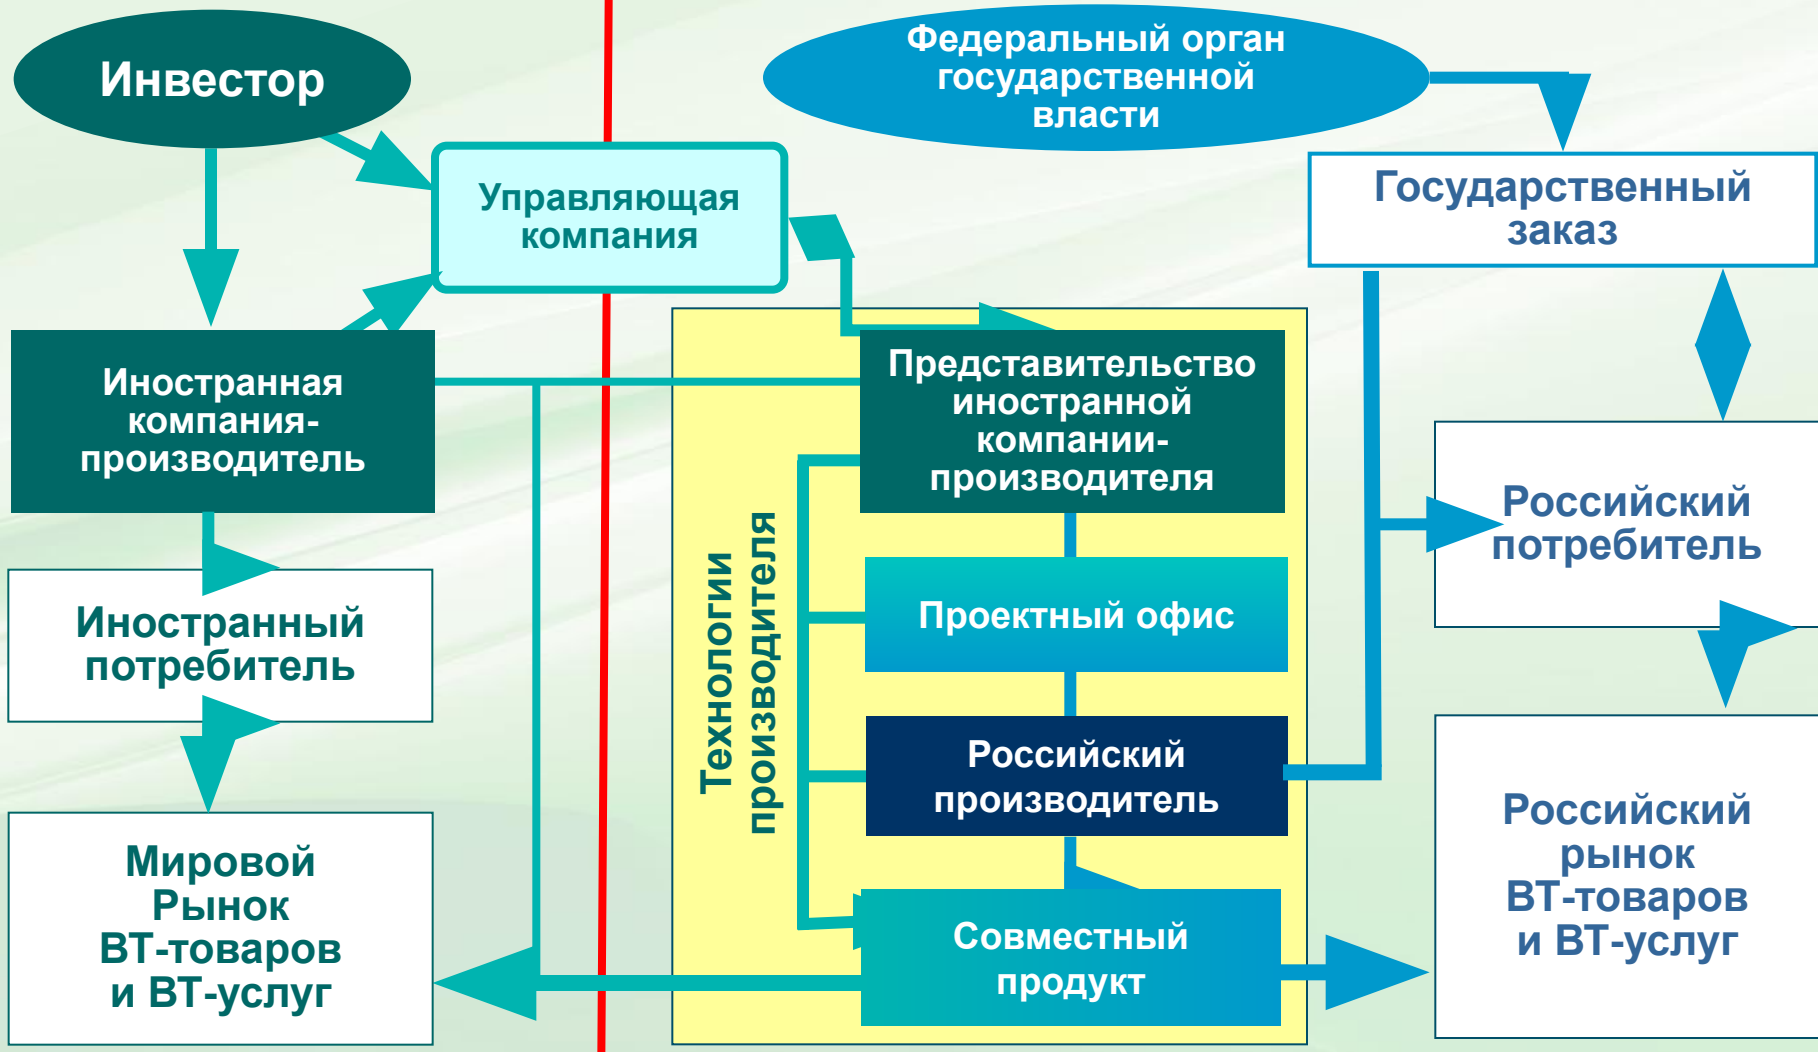 Инвестор
Федеральный орган
государственной
власти
Управляющая
компания
Государственный
заказ
Иностранная
компания-
производитель
Представительство
иностранной
компании-
производителя
Российский
потребитель
Технологии
производителя
Проектный офис
Иностранный
потребитель
Российский
производитель
Мировой
Рынок
ВТ-товаров
и ВТ-услуг
Совместный
продукт
Российский
рынок
ВТ-товаров
и ВТ-услуг